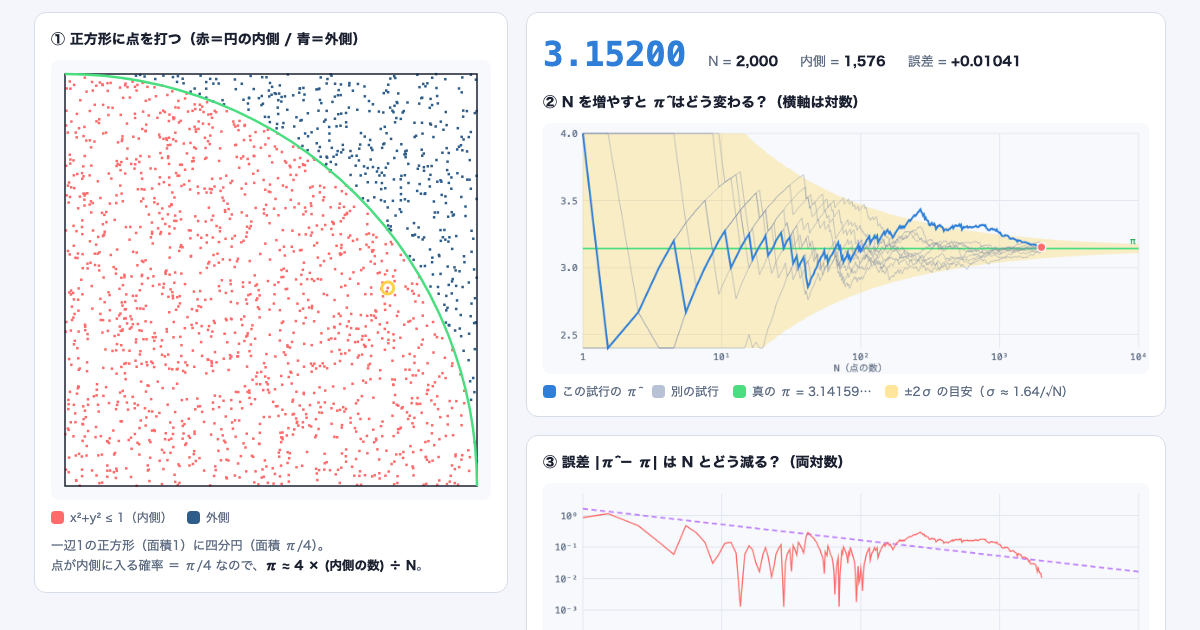 ① 正方形に点を打つ（赤＝円の内側 / 青＝外側）
x²+y² ≤ 1（内側） 外側
一辺1の正方形（面積1）に四分円（面積 π/4）。
点が内側に入る確率 ＝ π/4 なので、π ≈ 4 × (内側の数) ÷ N。
3.15200 N = 2,000 内側 = 1,576 誤差 = +0.01041
② N を増やすと π̂ はどう変わる？（横軸は対数）
4.0
3.5
3.0
2.5
π
1 10¹ 10² 10³ 10⁴
N（点の数）
この試行の π̂ 別の試行 真の π = 3.14159⋯ ±2σ の目安（σ ≈ 1.64/√N）
③ 誤差 |π̂ − π| は N とどう減る？（両対数）
10⁰
10⁻¹
10⁻²
10⁻³